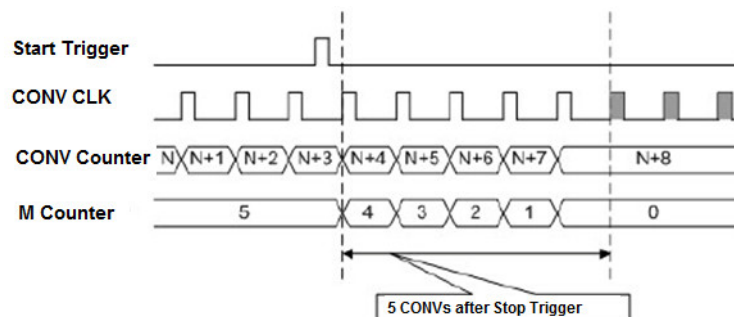 Start Trigger
CONV CLK
CONV Counter N N+1 N+2 N+3 N+4 N+5 N+6 N+7 N+8
M Counter 5 4 3 2 1 0
5 CONVs after Stop Trigger